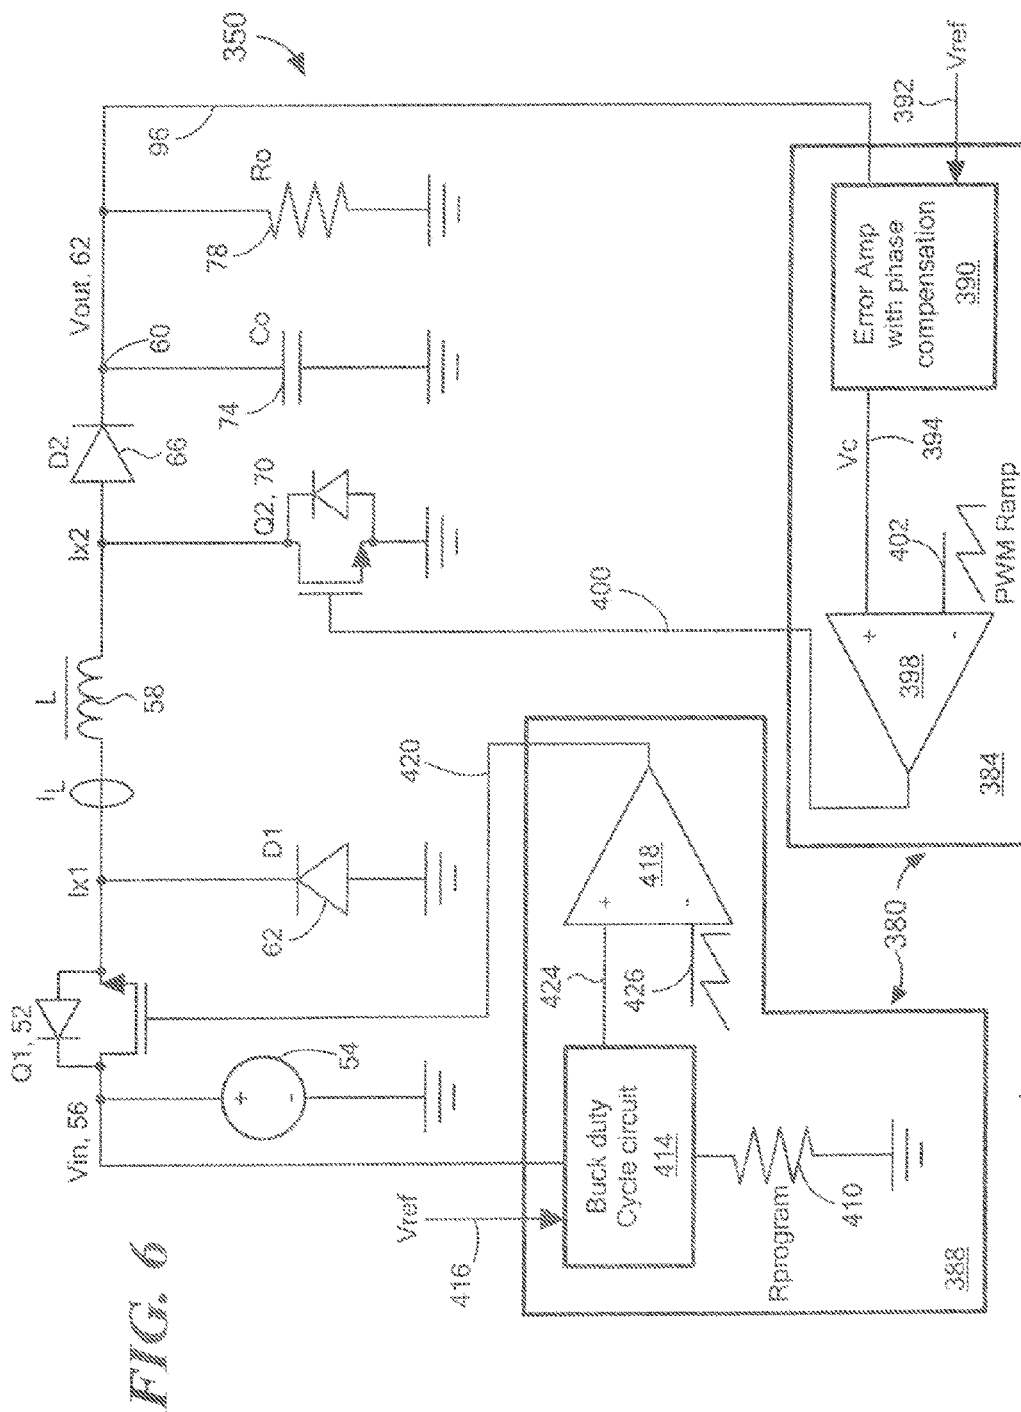 FIG. 6
350
Q1, 52
Vin, 56
54
Ix1
D1
62
IL
L
58
Ix2
Q2, 70
D2
66
60
Vout, 62
Co
74
Ro
78
96
Vref
416
Buck duty
Cycle circuit
414
Rprogram
410
388
424
426
+
-
418
420
380
400
384
398
+
-
402
PWM Ramp
Vc
394
Error Amp
with phase
compensation
390
392
Vref
+
-